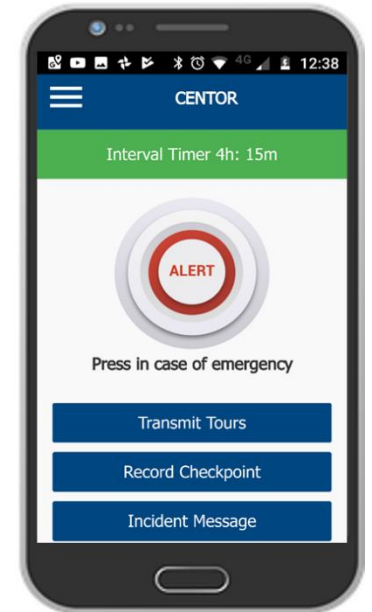 4G 12:38
CENTOR
Interval Timer 4h: 15m
ALERT
Press in case of emergency
Transmit Tours
Record Checkpoint
Incident Message